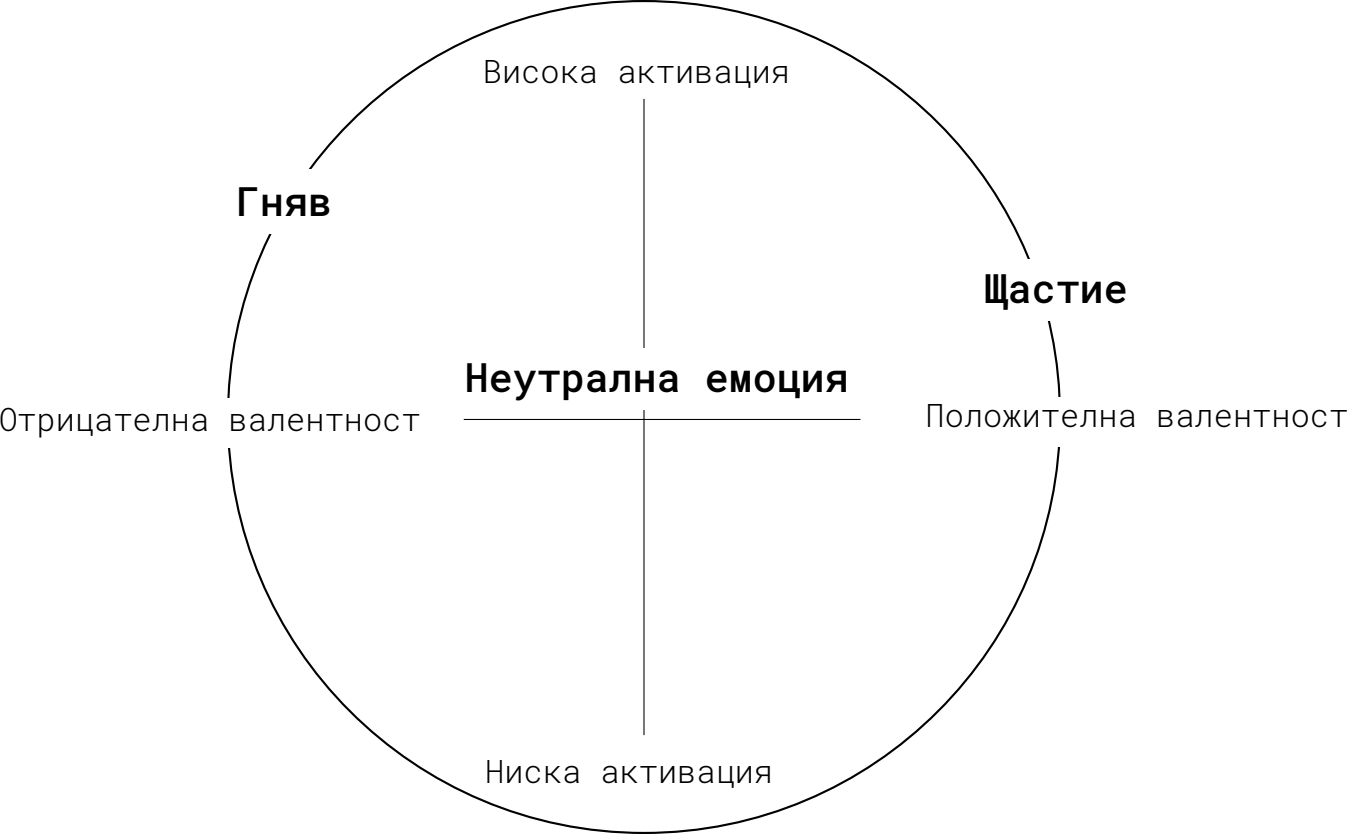 Висока активация
Гняв
Щастие
Неутрална емоция
Отрицателна валентност
Положителна валентност
Ниска активация